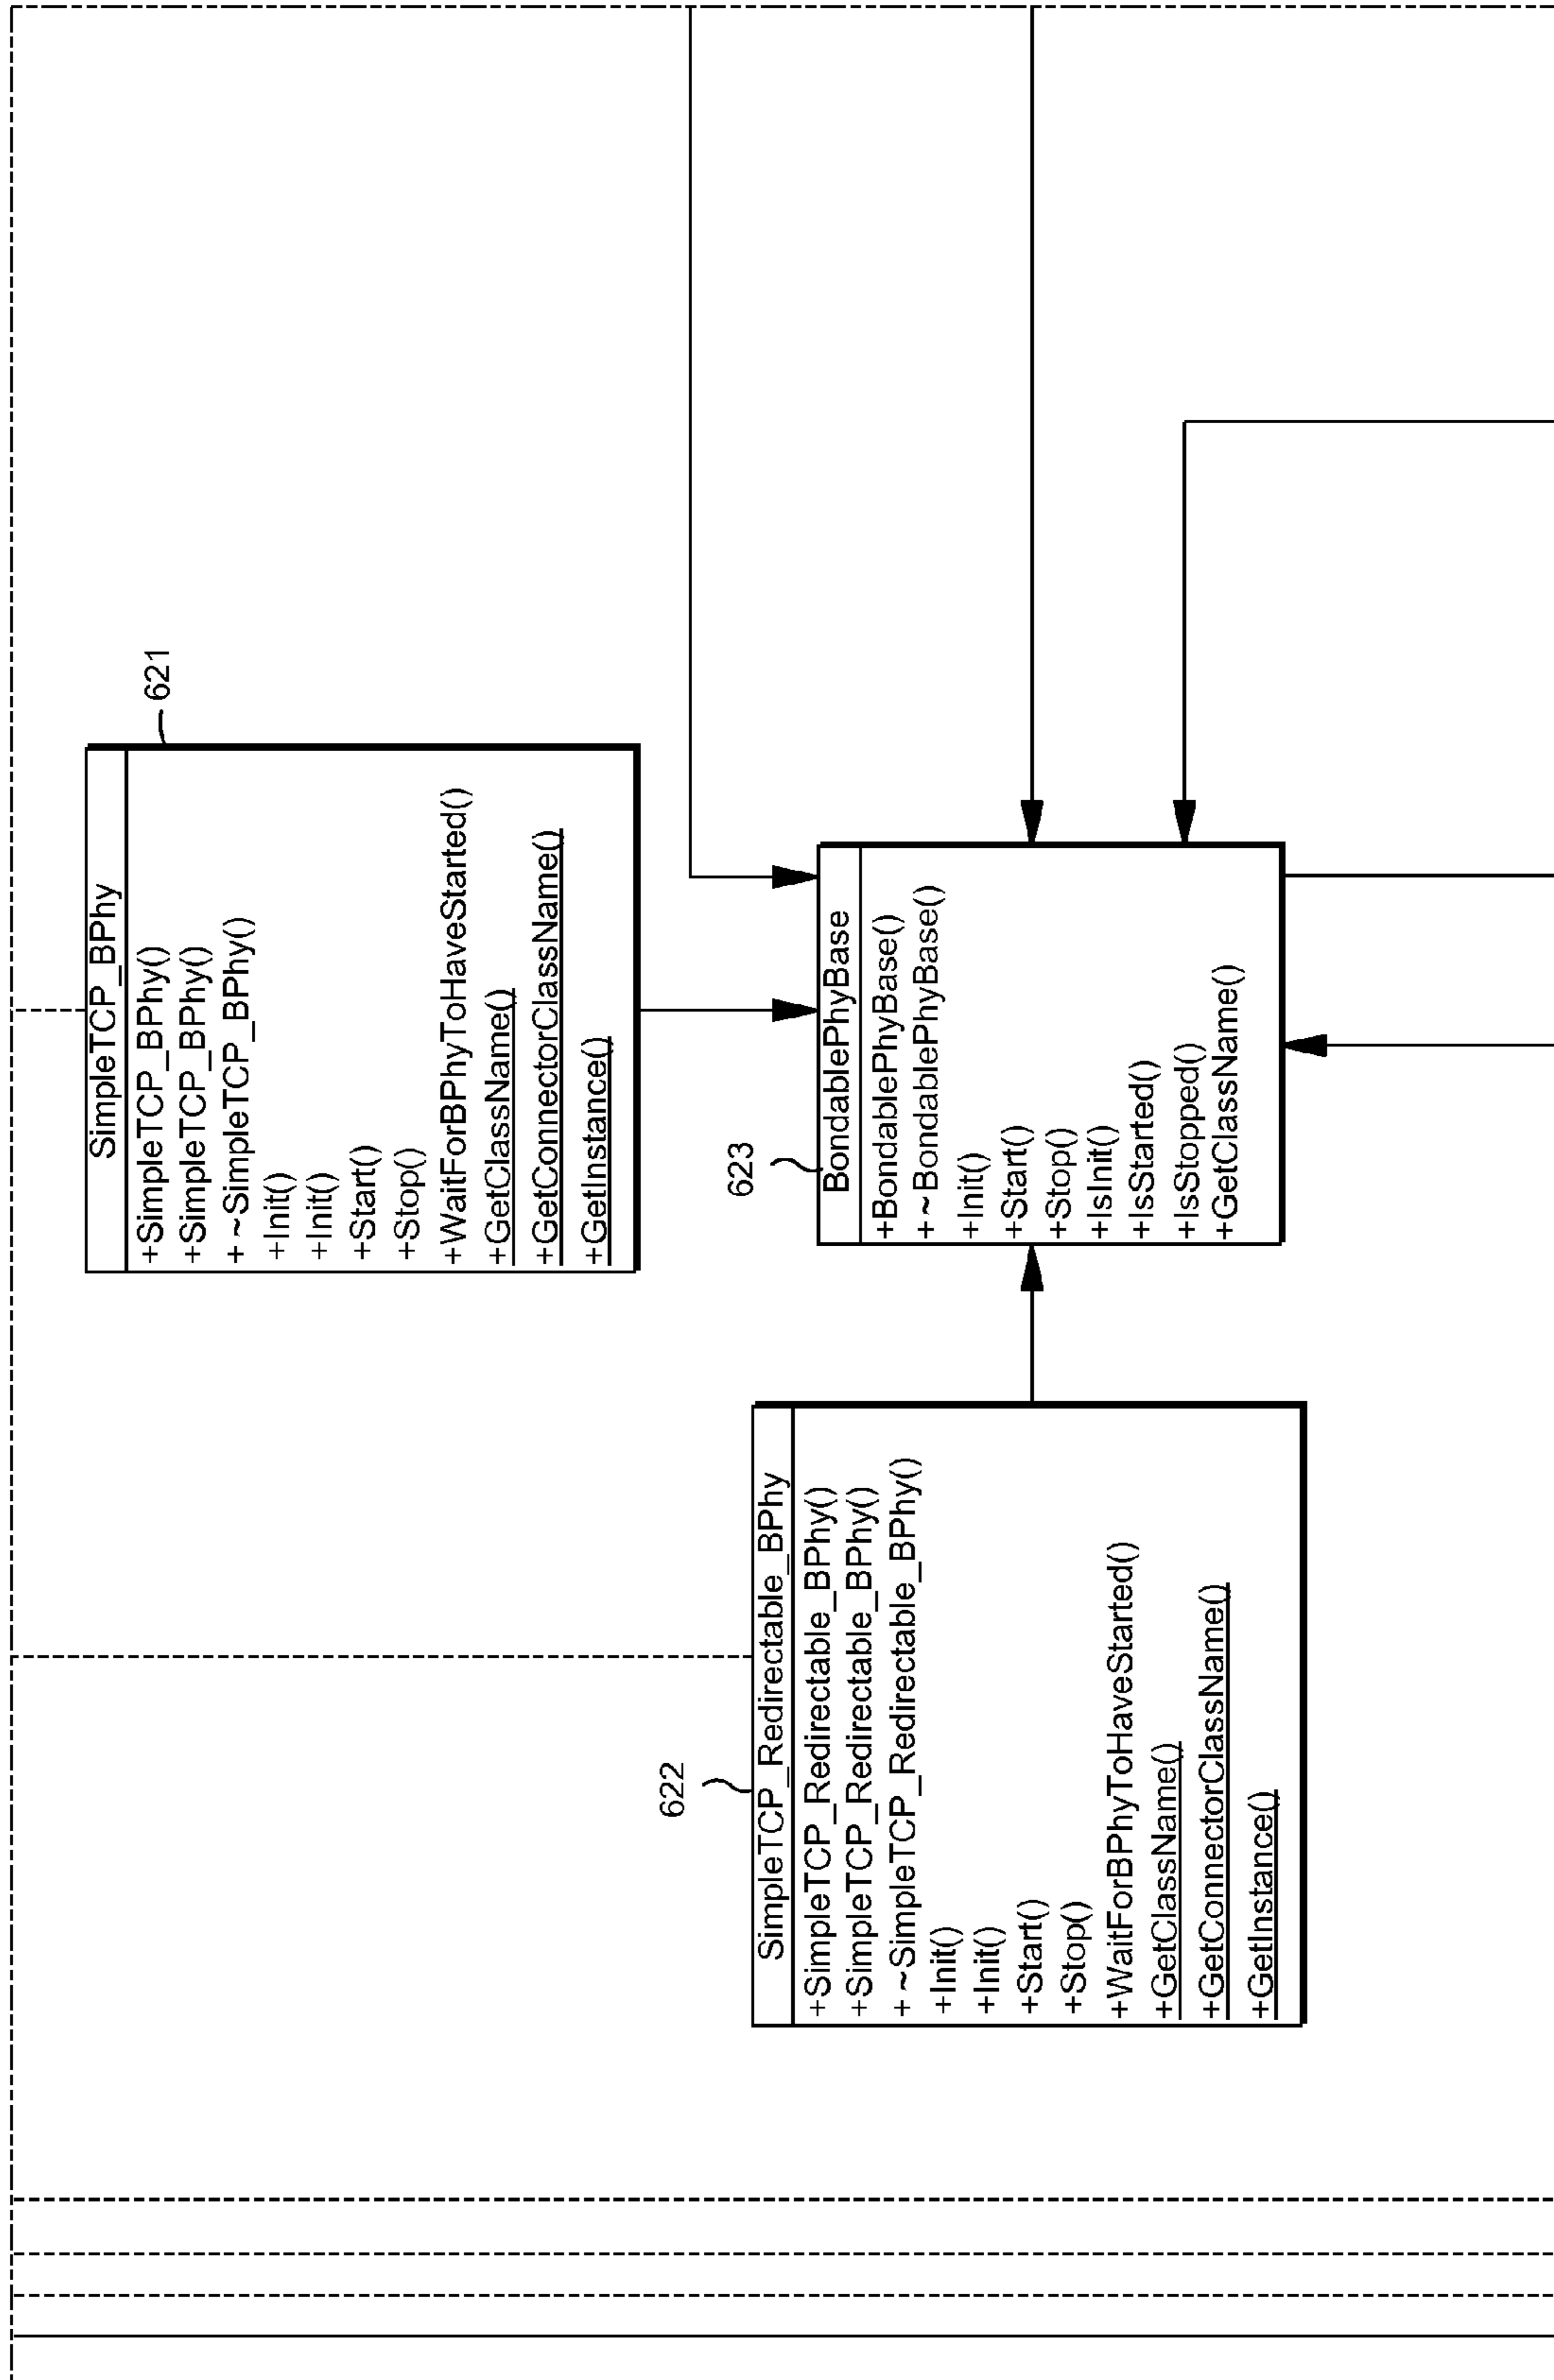 621
SimpleTCP_BPhy
+SimpleTCP_BPhy()
+SimpleTCP_BPhy()
+~SimpleTCP_BPhy()
+Init()
+Init()
+Start()
+Stop()
+WaitForBPhyToHaveStarted()
+GetClassName()
+GetConnectorClassName()
+GetInstance()
622
SimpleTCP_Redirectable_BPhy
+SimpleTCP_Redirectable_BPhy()
+SimpleTCP_Redirectable_BPhy()
+~SimpleTCP_Redirectable_BPhy()
+Init()
+Init()
+Start()
+Stop()
+WaitForBPhyToHaveStarted()
+GetClassName()
+GetConnectorClassName()
+GetInstance()
623
BondablePhyBase
+BondablePhyBase()
+~BondablePhyBase()
+Init()
+Start()
+Stop()
+IsInit()
+IsStarted()
+IsStopped()
+GetClassName()